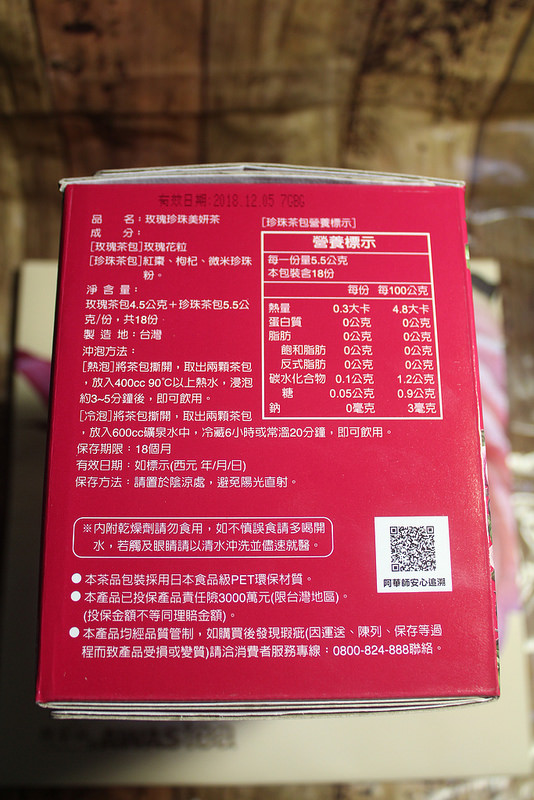 有效日期:2018.12.05 7GBG
品　　名:玫瑰珍珠美妍茶
成　　分:
[玫瑰茶包]玫瑰花粒
[珍珠茶包]紅棗、枸杞、微米珍珠
粉。
淨 含 量:
玫瑰茶包4.5公克＋珍珠茶包5.5公
克/份，共18份
製 造 地:台灣
沖泡方法:
[熱泡]將茶包撕開，取出兩顆茶包
，放入400cc 90°C以上熱水，浸泡
約3~5分鐘後，即可飲用。
[冷泡]將茶包撕開，取出兩顆茶包
，放入600cc礦泉水中，冷藏6小時或常溫20分鐘，即可飲用。
保存期限：18個月
有效日期：如標示(西元 年/月/日)
保存方法：請置於陰涼處，避免陽光直射。
[珍珠茶包營養標示]
營養標示
每一份量5.5公克
本包裝含18份
每份 每100公克
熱量 0.3大卡 4.8大卡
蛋白質 0公克 0公克
脂肪 0公克 0公克
飽和脂肪 0公克 0公克
反式脂肪 0公克 0公克
碳水化合物 0.1公克 1.2公克
糖 0.05公克 0.9公克
鈉 0毫克 3毫克
※內附乾燥劑請勿食用，如不慎誤食請多喝開
水，若觸及眼睛請以清水沖洗並儘速就醫。
阿華師安心追溯
●本茶品包裝採用日本食品級PET環保材質。
●本產品已投保產品責任險3000萬元(限台灣地區)。
(投保金額不等同理賠金額)。
●本產品均經品質管制，如購買後發現瑕疵(因運送、陳列、保存等過
程而致產品受損或變質)請洽消費者服務專線：0800-824-888聯絡。